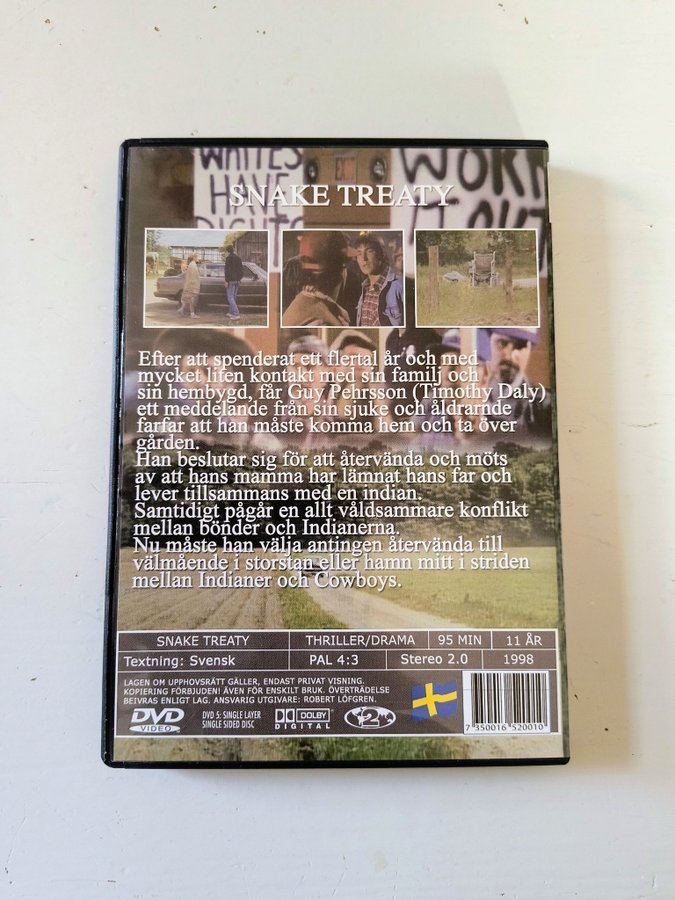 WHITES
HAVE
RIGHTS
WORK
IT OUT
EXIT
SNAKE TREATY
Efter att spenderat ett flertal år och med
mycket liten kontakt med sin familj och
sin hembygd, får Guy Pehrsson (Timothy Daly)
ett meddelande från sin sjuke och åldrarnde
farfar att han måste komma hem och ta över
gården.
Han beslutar sig för att återvända och möts
av att hans mamma har lämnat hans far och
lever tillsammans med en indian.
Samtidigt pågår en allt våldsammare konflikt
mellan bönder och Indianerna.
Nu måste han välja antingen återvända till
välmående i storstan eller hamn mitt i striden
mellan Indianer och Cowboys.
SNAKE TREATY THRILLER/DRAMA 95 MIN 11 ÅR
Textning: Svensk PAL 4:3 Stereo 2.0 1998
LAGEN OM UPPHOVSRÄTT GÄLLER, ENDAST PRIVAT VISNING.
KOPIERING FÖRBJUDEN! ÄVEN FÖR ENSKILT BRUK. ÖVERTRÄDELSE
BEIVRAS ENLIGT LAG. ANSVARIG UTGIVARE: ROBERT LÖFGREN.
DVD
VIDEO
DVD 5: SINGLE LAYER
SINGLE SIDED DISC
DOLBY
DIGITAL
2
7 350016 520010